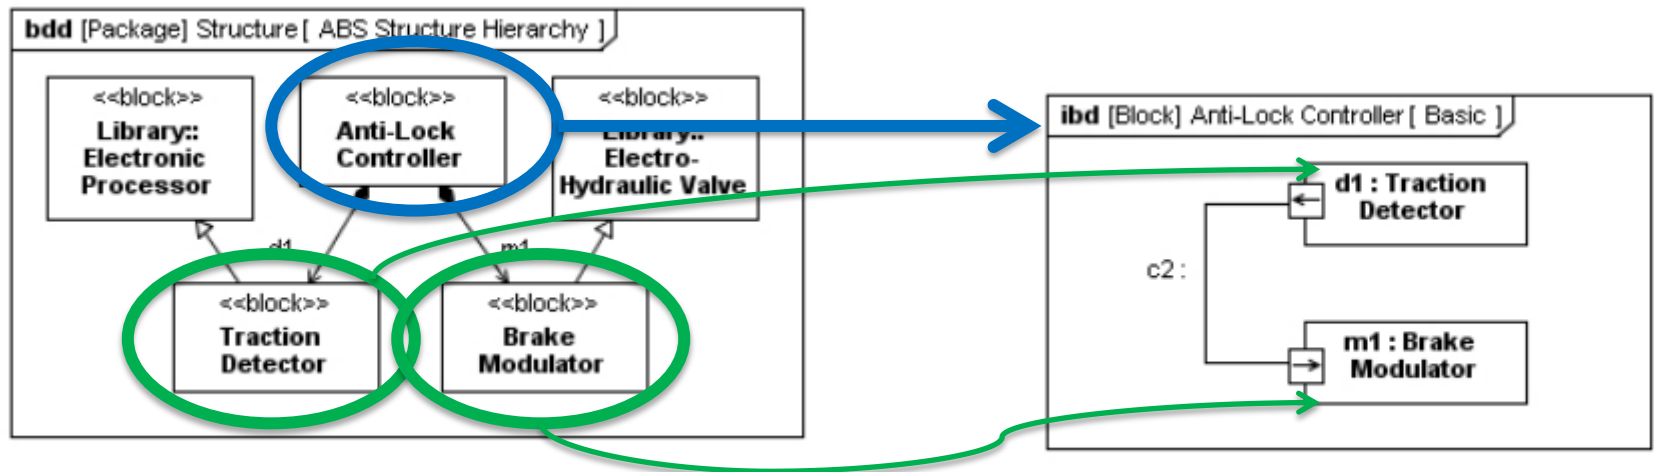 bdd [Package] Structure [ ABS Structure Hierarchy ]
<<block>>
Library::
Electronic
Processor
<<block>>
Anti-Lock
Controller
<<block>>
Library::
Electro-
Hydraulic Valve
d1
m1
<<block>>
Traction
Detector
<<block>>
Brake
Modulator
ibd [Block] Anti-Lock Controller [ Basic ]
d1 : Traction
Detector
c2 :
m1 : Brake
Modulator